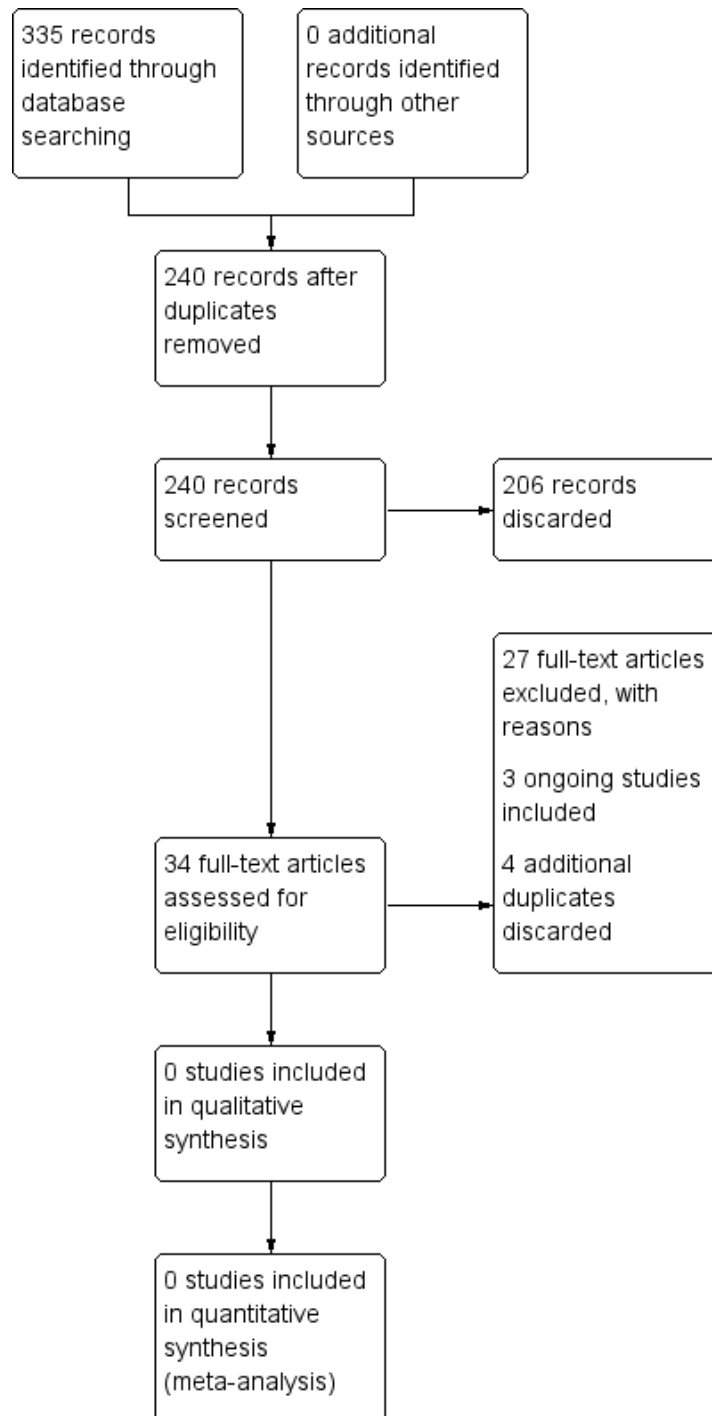 335 records
identified through
database
searching
0 additional
records identified
through other
sources
240 records after
duplicates
removed
240 records
screened
206 records
discarded
27 full-text articles
excluded, with
reasons
3 ongoing studies
included
4 additional
duplicates
discarded
34 full-text articles
assessed for
eligibility
0 studies included
in qualitative
synthesis
0 studies included
in quantitative
synthesis
(meta-analysis)